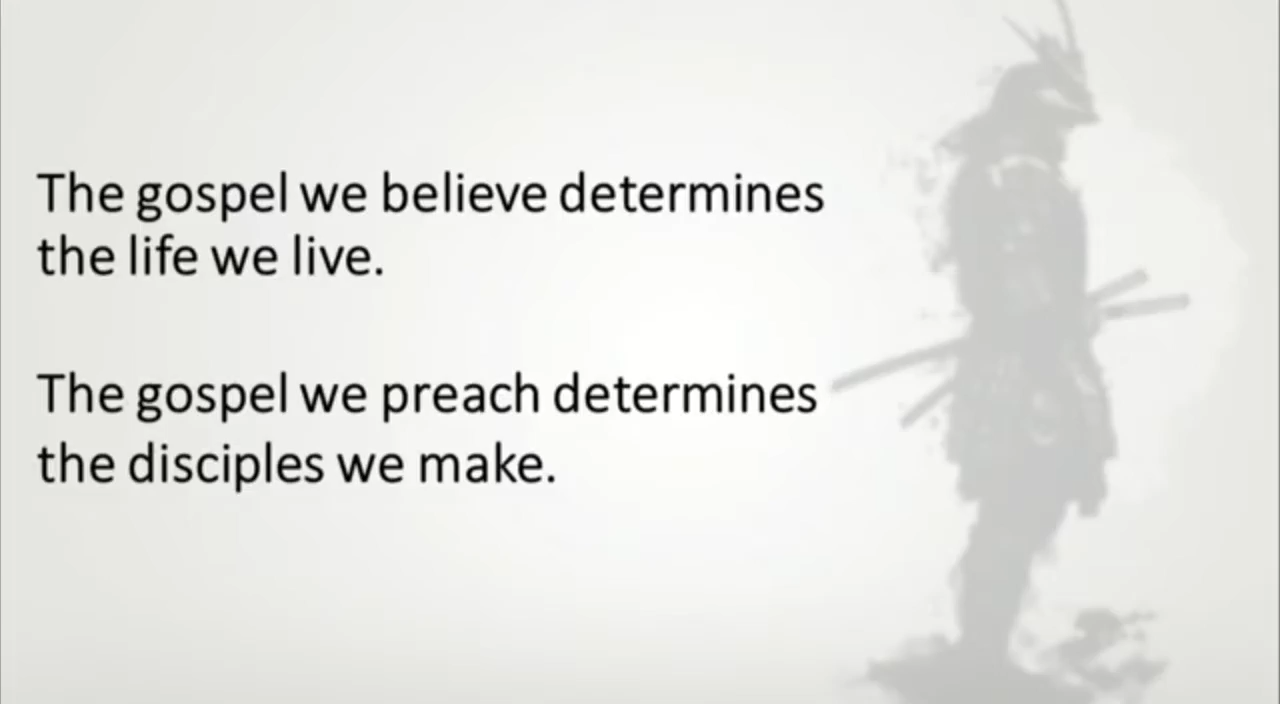 The gospel we believe determines
the life we live.
The gospel we preach determines
the disciples we make.